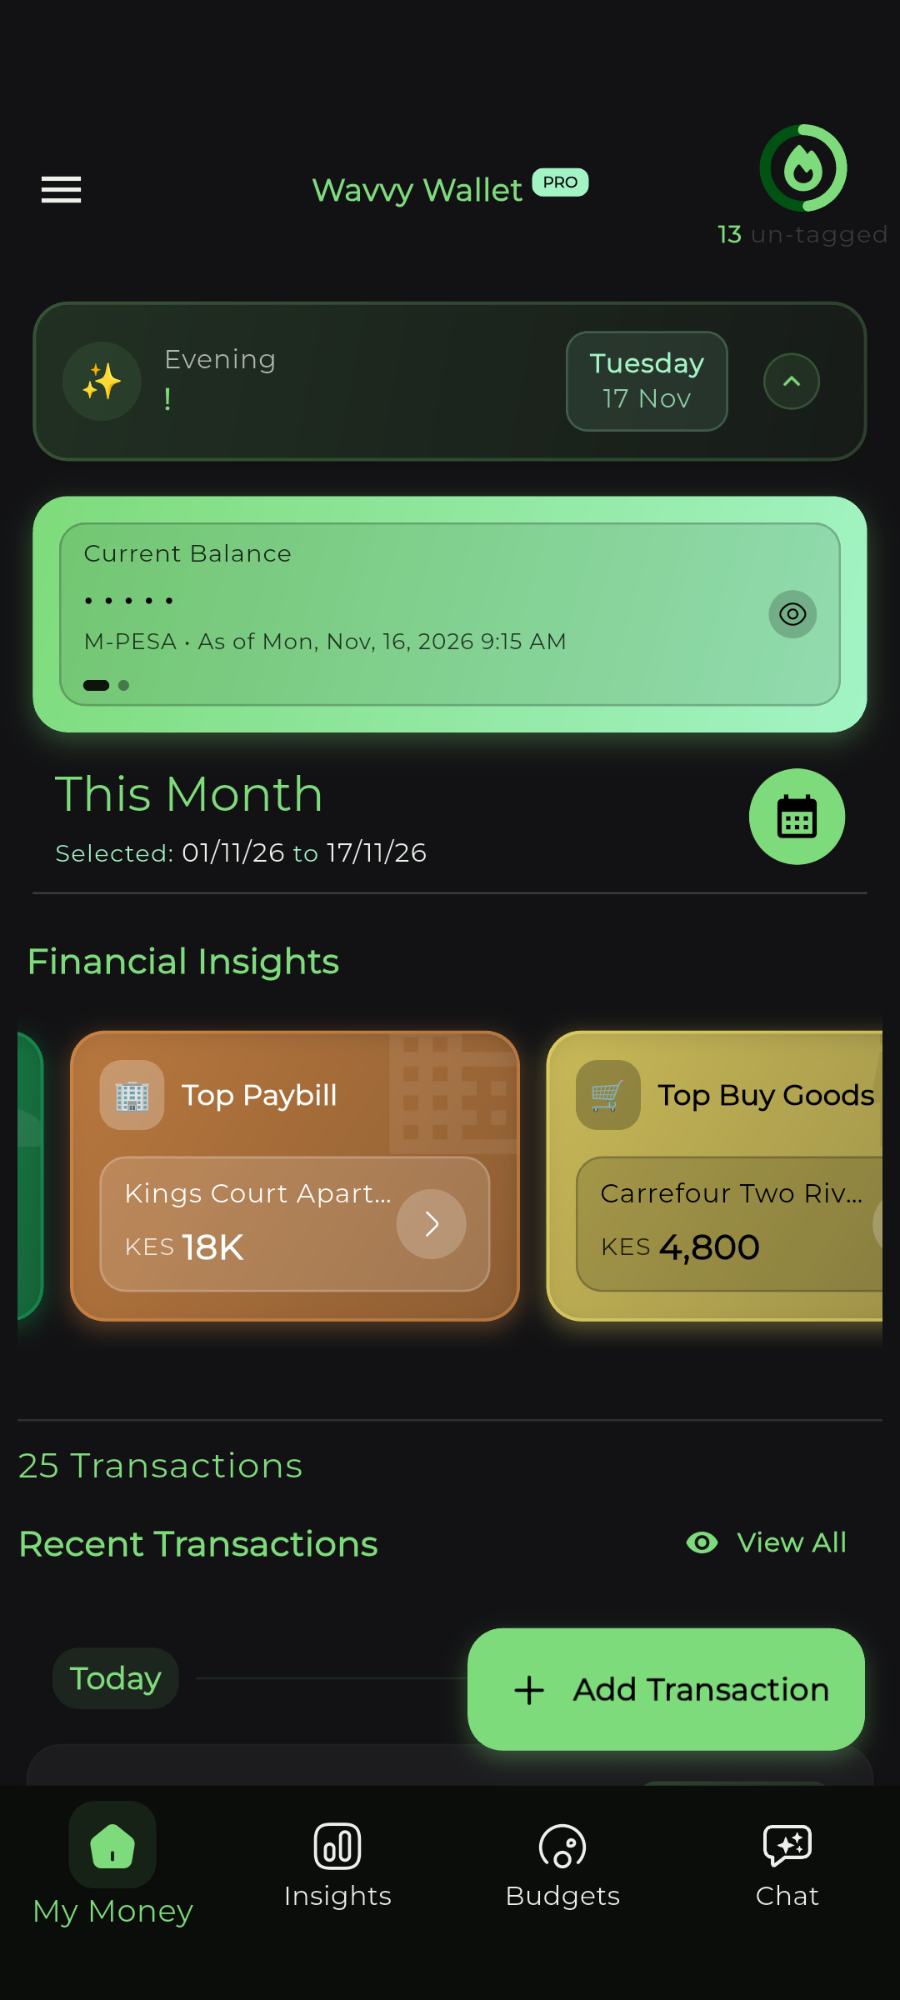 Wavvy Wallet PRO
13 un-tagged
Evening
!
Tuesday
17 Nov
Current Balance
• • • • •
M-PESA • As of Mon, Nov, 16, 2026 9:15 AM
This Month
Selected: 01/11/26 to 17/11/26
Financial Insights
Top Paybill
Kings Court Apart...
KES 18K
Top Buy Goods
Carrefour Two Riv...
KES 4,800
25 Transactions
Recent Transactions
View All
Today
Add Transaction
My Money
Insights
Budgets
Chat